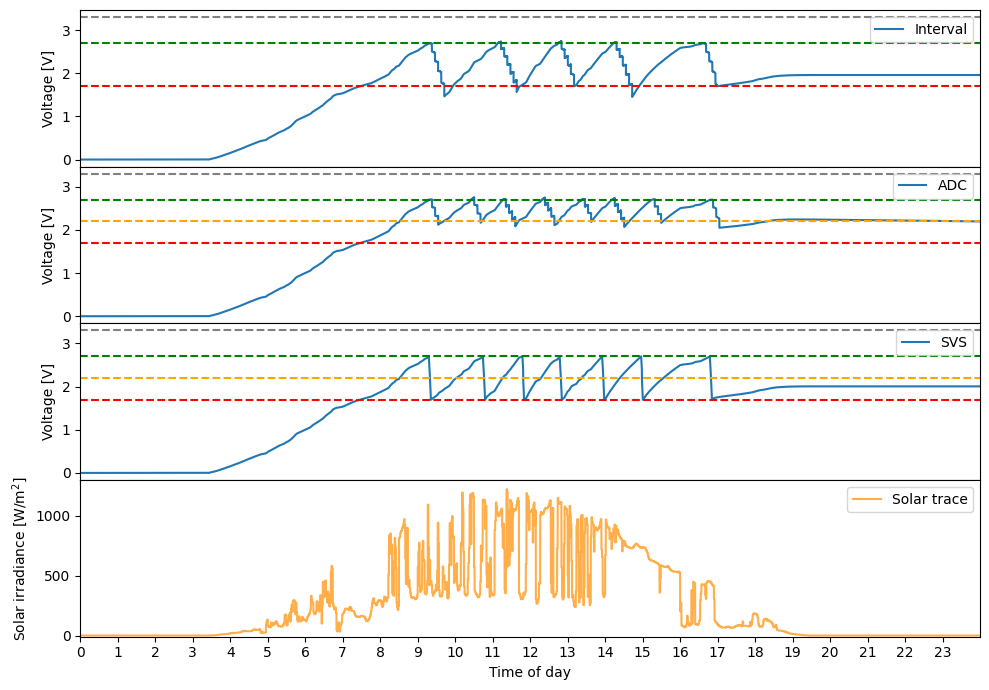 Voltage [V]
3
2
1
0
Interval
Voltage [V]
3
2
1
0
ADC
Voltage [V]
3
2
1
0
SVS
Solar irradiance [W/m²]
1000
500
0
Solar trace
0 1 2 3 4 5 6 7 8 9 10 11 12 13 14 15 16 17 18 19 20 21 22 23
Time of day